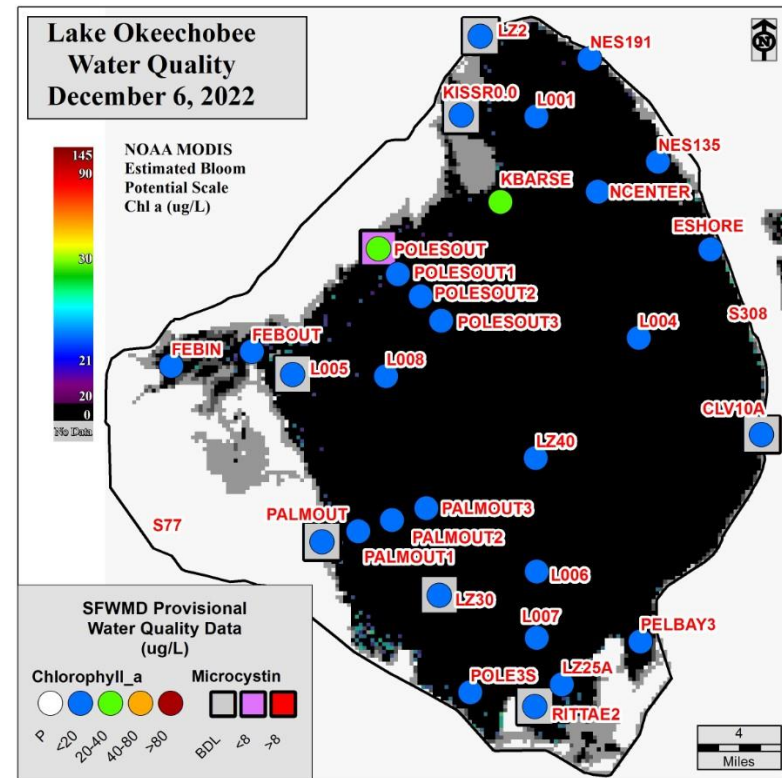 Lake Okeechobee
Water Quality
December 6, 2022
NOAA MODIS
Estimated Bloom
Potential Scale
Chl a (ug/L)
145
90
30
21
20
0
No Data
N
LZ2
NES191
KISSR0.0
L001
NES135
KBARSE
NCENTER
ESHORE
POLESOUT
POLESOUT1
POLESOUT2
POLESOUT3
S308
L004
FEBIN
FEBOUT
L005
L008
CLV10A
LZ40
PALMOUT
PALMOUT3
S77
PALMOUT2
PALMOUT1
L006
LZ30
L007
PELBAY3
POLE3S
LZ25A
RITTAE2
SFWMD Provisional
Water Quality Data
(ug/L)
Chlorophyll_a
Microcystin
P
<20
20-40
40-80
>80
BDL
<8
>8
4
Miles